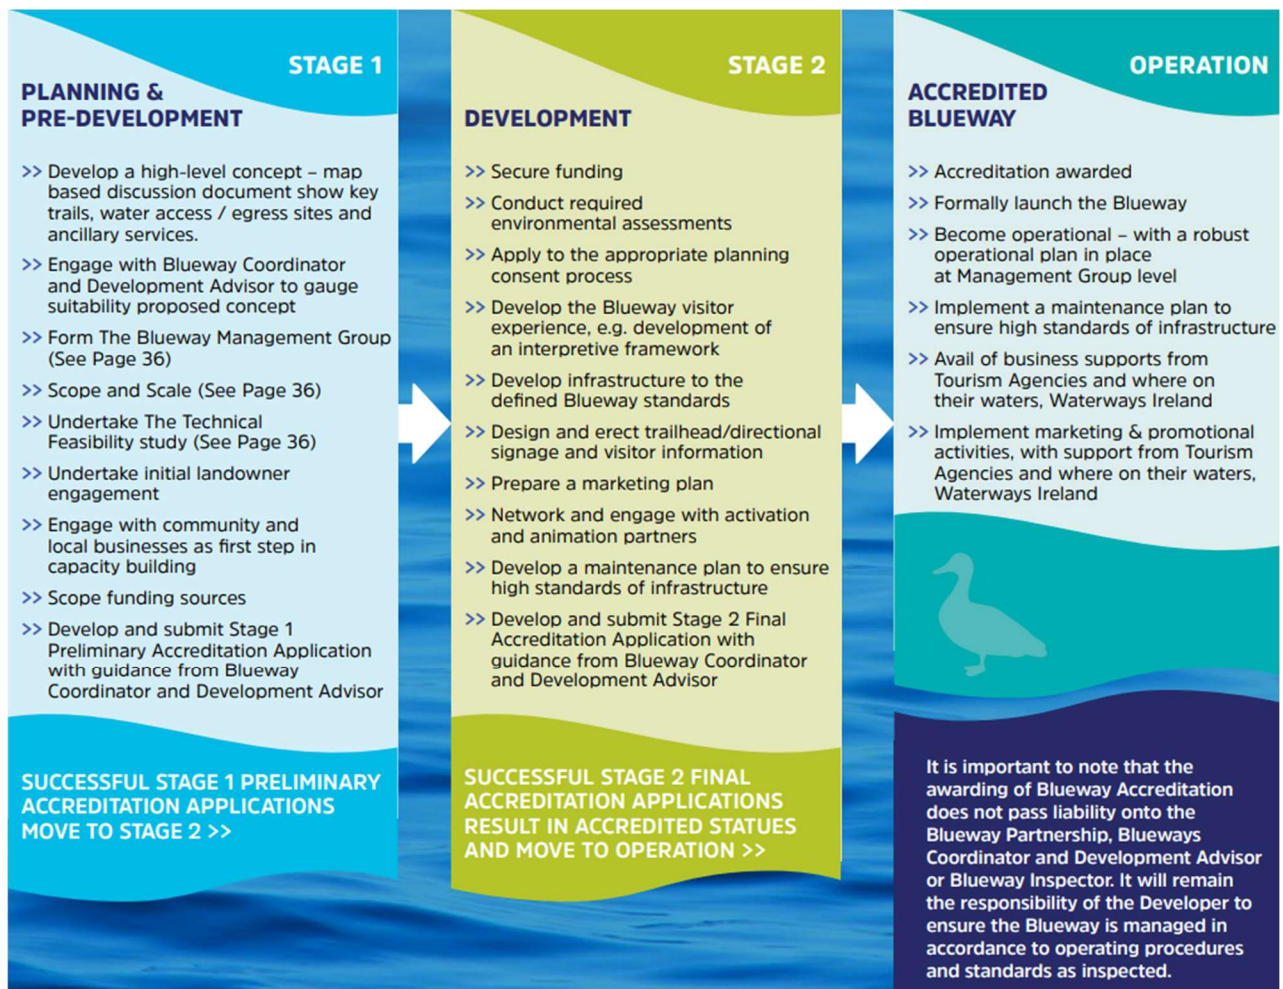 STAGE 1
PLANNING &
PRE-DEVELOPMENT
>> Develop a high-level concept – map
based discussion document show key
trails, water access / egress sites and
ancillary services.
>> Engage with Blueway Coordinator
and Development Advisor to gauge
suitability proposed concept
>> Form The Blueway Management Group
(See Page 36)
>> Scope and Scale (See Page 36)
>> Undertake The Technical
Feasibility study (See Page 36)
>> Undertake initial landowner
engagement
>> Engage with community and
local businesses as first step in
capacity building
>> Scope funding sources
>> Develop and submit Stage 1
Preliminary Accreditation Application
with guidance from Blueway
Coordinator and Development Advisor
SUCCESSFUL STAGE 1 PRELIMINARY
ACCREDITATION APPLICATIONS
MOVE TO STAGE 2 >>
STAGE 2
DEVELOPMENT
>> Secure funding
>> Conduct required
environmental assessments
>> Apply to the appropriate planning
consent process
>> Develop the Blueway visitor
experience, e.g. development of
an interpretive framework
>> Develop infrastructure to the
defined Blueway standards
>> Design and erect trailhead/directional
signage and visitor information
>> Prepare a marketing plan
>> Network and engage with activation
and animation partners
>> Develop a maintenance plan to ensure
high standards of infrastructure
>> Develop and submit Stage 2 Final
Accreditation Application with
guidance from Blueway Coordinator
and Development Advisor
SUCCESSFUL STAGE 2 FINAL
ACCREDITATION APPLICATIONS
RESULT IN ACCREDITED STATUES
AND MOVE TO OPERATION >>
OPERATION
ACCREDITED
BLUEWAY
>> Accreditation awarded
>> Formally launch the Blueway
>> Become operational – with a robust
operational plan in place
at Management Group level
>> Implement a maintenance plan to
ensure high standards of infrastructure
>> Avail of business supports from
Tourism Agencies and where on
their waters, Waterways Ireland
>> Implement marketing & promotional
activities, with support from Tourism
Agencies and where on their waters,
Waterways Ireland
It is important to note that the
awarding of Blueway Accreditation
does not pass liability onto the
Blueway Partnership, Blueways
Coordinator and Development Advisor
or Blueway Inspector. It will remain
the responsibility of the Developer to
ensure the Blueway is managed in
accordance to operating procedures
and standards as inspected.